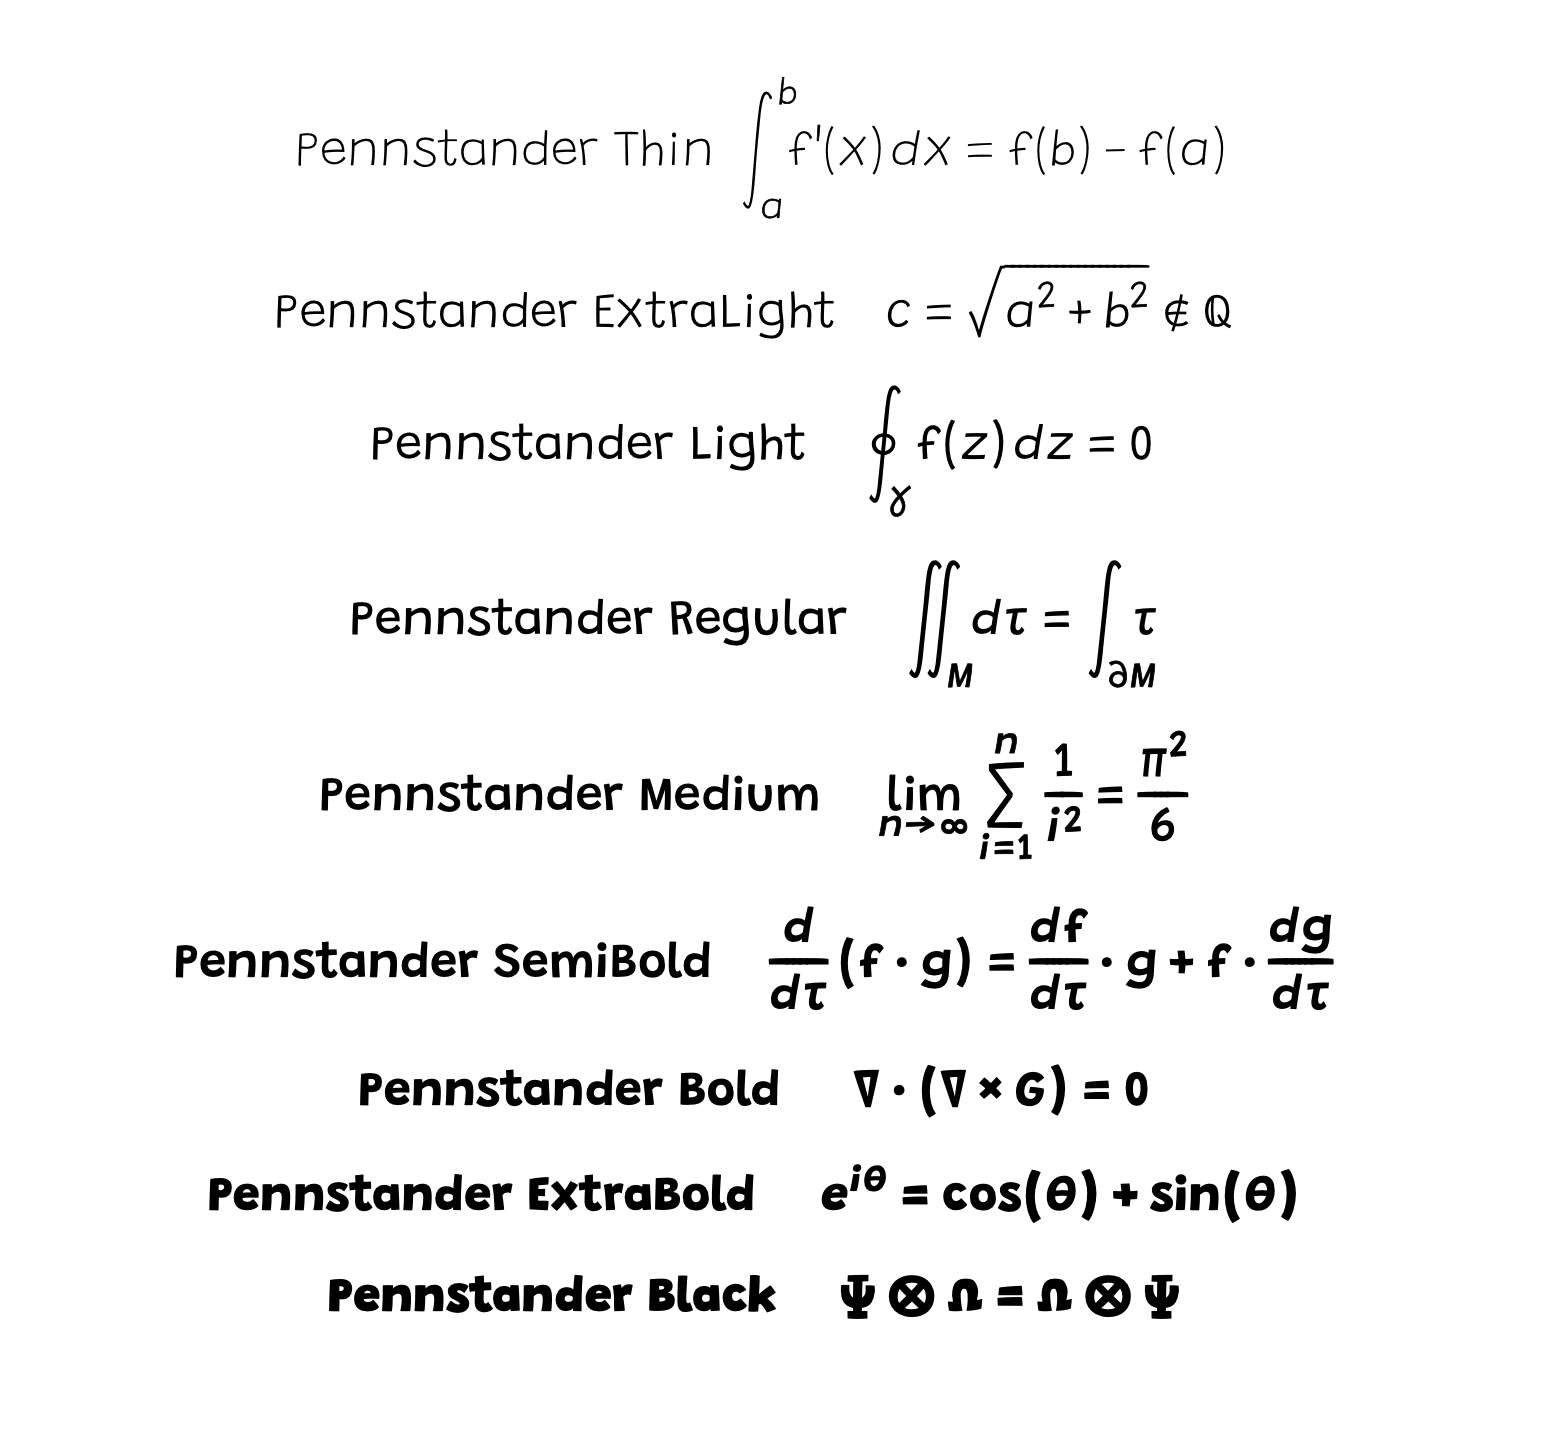 Pennstander Thin ∫ₐᵇ f'(x) dx = f(b) − f(a)
Pennstander ExtraLight c = √(a² + b²) ∉ ℚ
Pennstander Light ∮_γ f(z) dz = 0
Pennstander Regular ∬_M dτ = ∫_∂M τ
Pennstander Medium lim_{n→∞} ∑_{i=1}^{n} 1/i² = π²/6
Pennstander SemiBold d/dτ (f · g) = df/dτ · g + f · dg/dτ
Pennstander Bold ∇ · (∇ × G) = 0
Pennstander ExtraBold e^{iθ} = cos(θ) + sin(θ)
Pennstander Black Ψ ⊗ Ω = Ω ⊗ Ψ